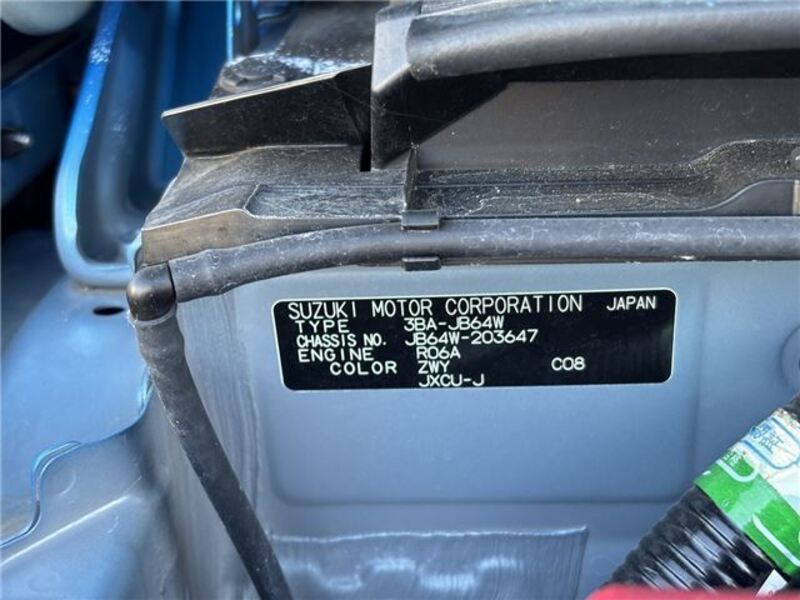 SUZUKI MOTOR CORPORATION JAPAN
TYPE 3BA-JB64W
CHASSIS NO. JB64W-203647
ENGINE R06A
COLOR ZWY C08
JXCU-J